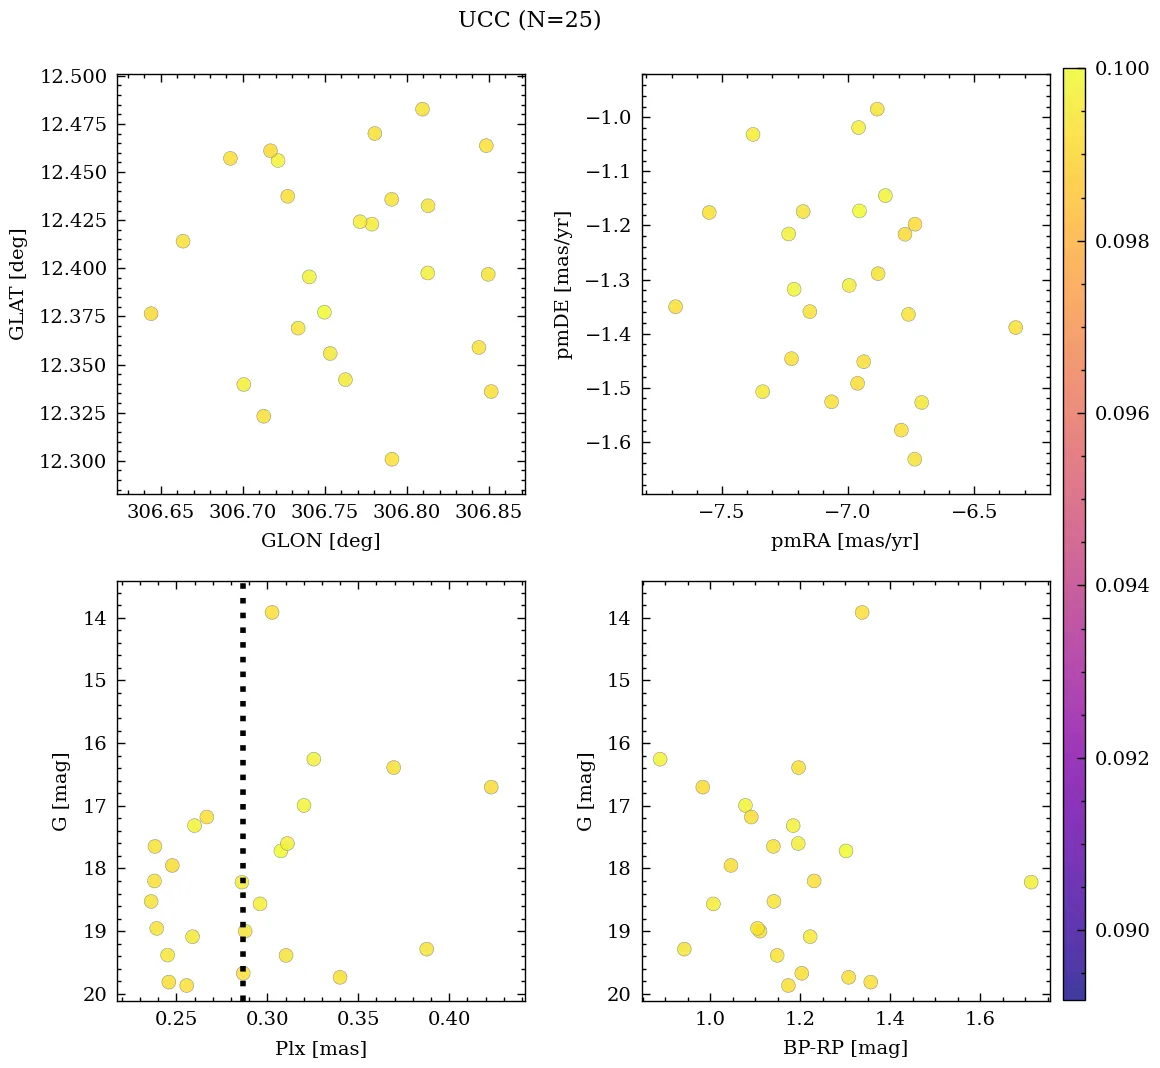 UCC (N=25)
12.500
12.475
12.450
12.425
12.400
12.375
12.350
12.325
12.300
GLAT [deg]
306.65 306.70 306.75 306.80 306.85
GLON [deg]
−1.0
−1.1
−1.2
−1.3
−1.4
−1.5
−1.6
pmDE [mas/yr]
−7.5 −7.0 −6.5
pmRA [mas/yr]
14
15
16
17
18
19
20
G [mag]
0.25 0.30 0.35 0.40
Plx [mas]
14
15
16
17
18
19
20
G [mag]
1.0 1.2 1.4 1.6
BP-RP [mag]
0.100
0.098
0.096
0.094
0.092
0.090